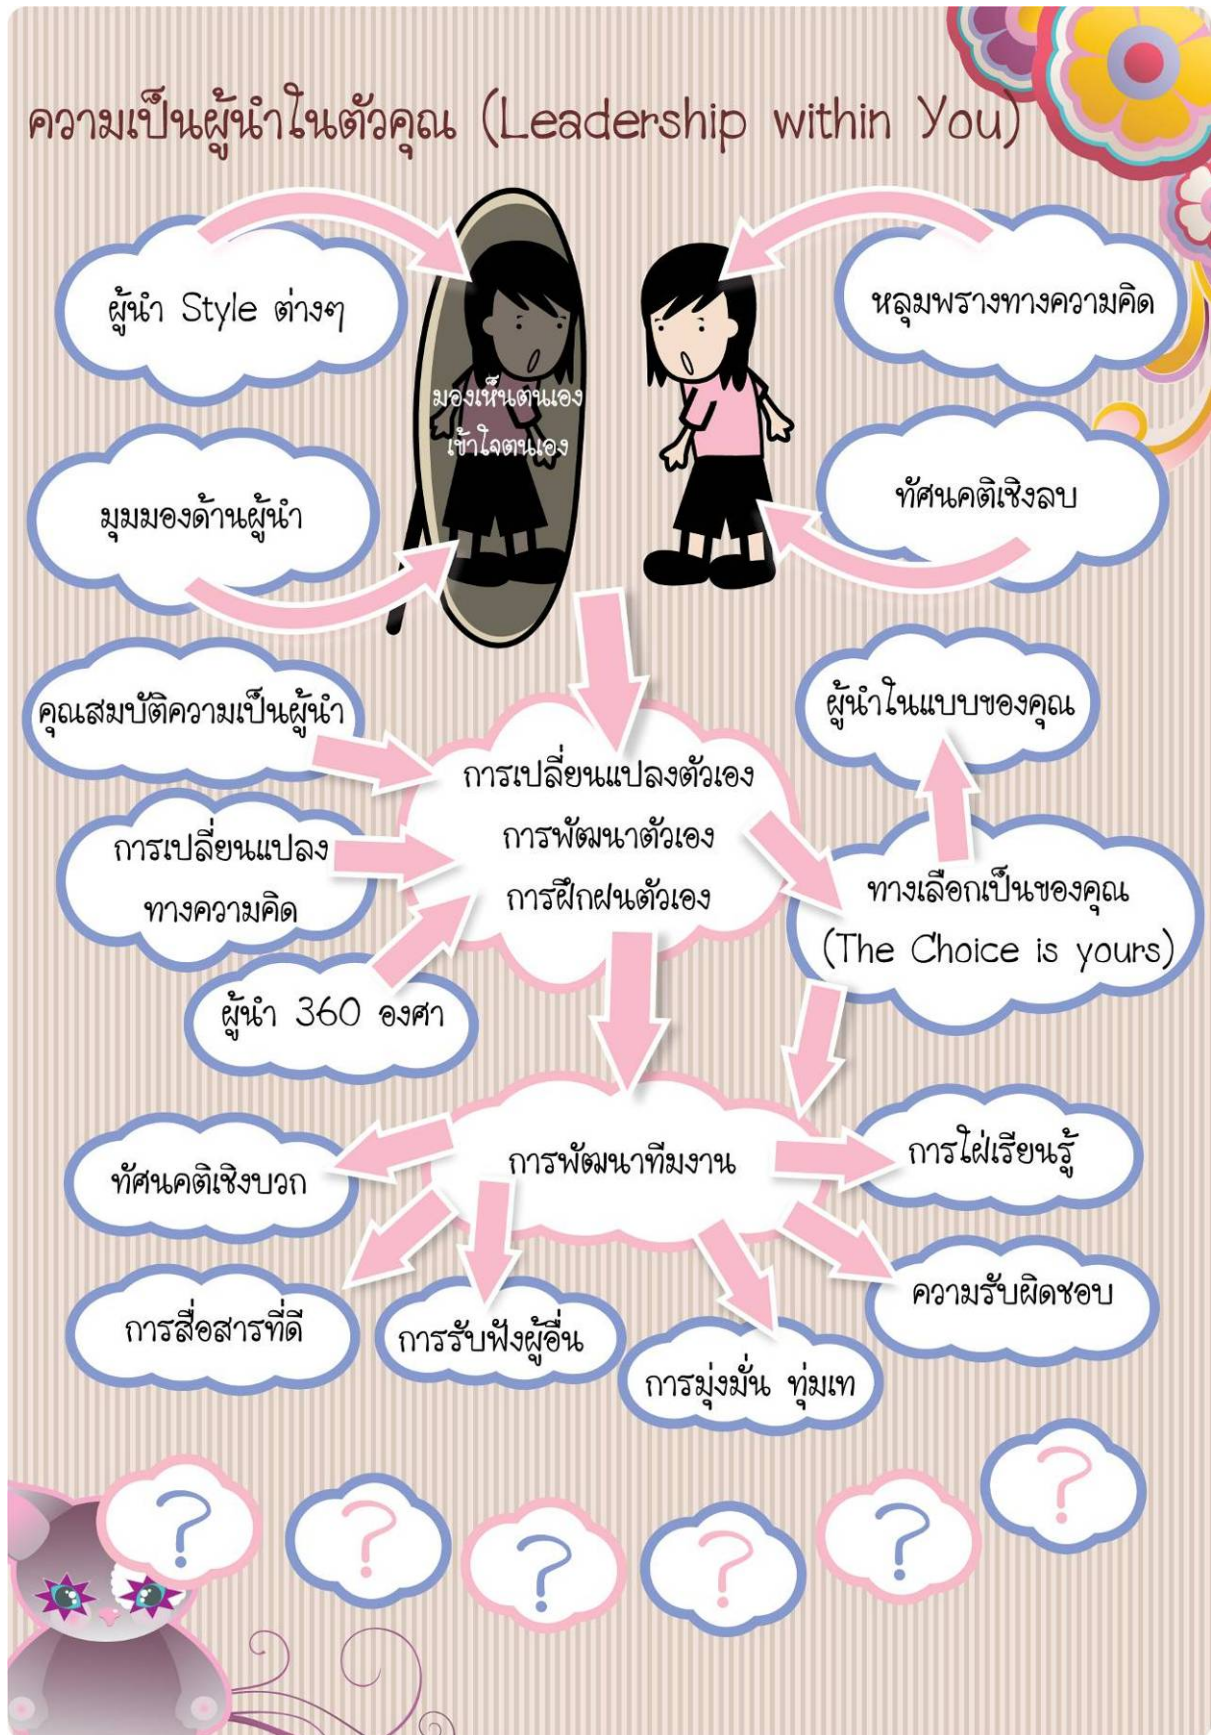 ความเป็นผู้นำในตัวคุณ (Leadership within You)
ผู้นำ Style ต่างๆ
หลุมพรางทางความคิด
มองเห็นตนเอง
เข้าใจตนเอง
มุมมองด้านผู้นำ
ทัศนคติเชิงลบ
คุณสมบัติความเป็นผู้นำ
ผู้นำในแบบของคุณ
การเปลี่ยนแปลงตัวเอง
การพัฒนาตัวเอง
การฝึกฝนตัวเอง
การเปลี่ยนแปลง
ทางความคิด
ทางเลือกเป็นของคุณ
(The Choice is yours)
ผู้นำ 360 องศา
การพัฒนาทีมงาน
การใฝ่เรียนรู้
ทัศนคติเชิงบวก
ความรับผิดชอบ
การสื่อสารที่ดี
การรับฟังผู้อื่น
การมุ่งมั่น ทุ่มเท
?
?
?
?
?
?